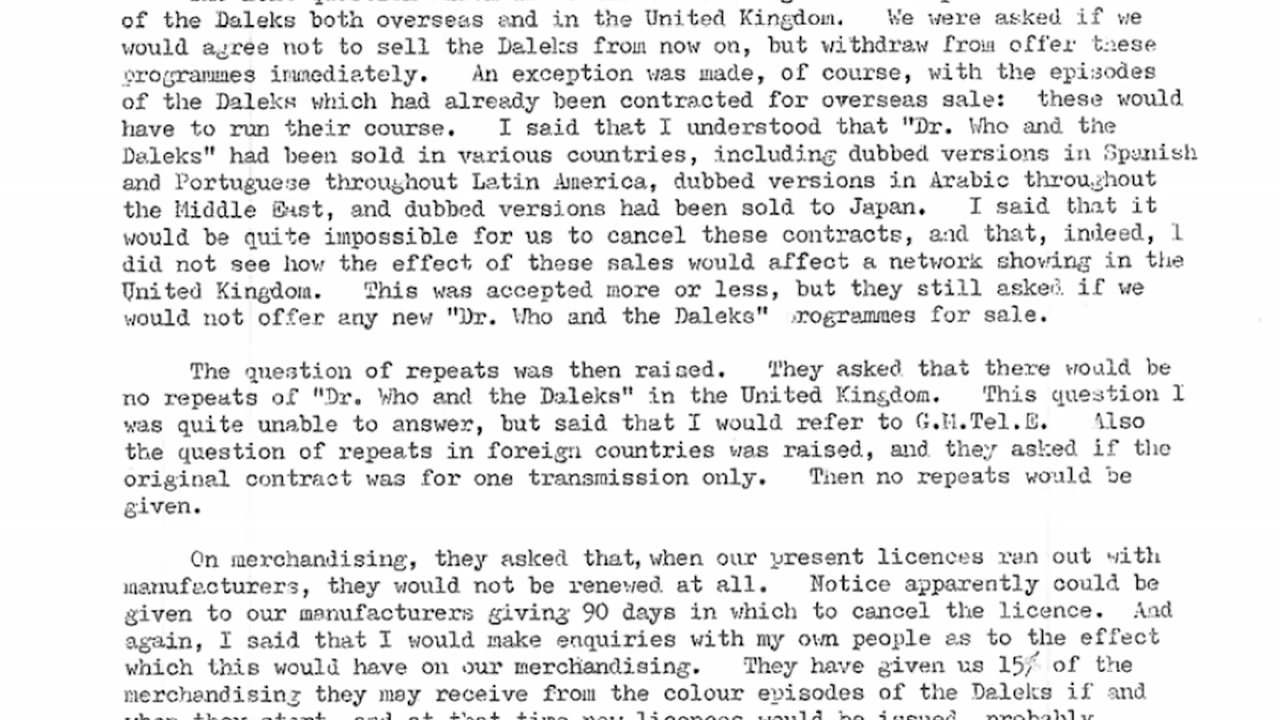 of the Daleks both overseas and in the United Kingdom. We were asked if we
would agree not to sell the Daleks from now on, but withdraw from offer these
programmes immediately. An exception was made, of course, with the episodes
of the Daleks which had already been contracted for overseas sale: these would
have to run their course. I said that I understood that "Dr. Who and the
Daleks" had been sold in various countries, including dubbed versions in Spanish
and Portuguese throughout Latin America, dubbed versions in Arabic throughout
the Middle East, and dubbed versions had been sold to Japan. I said that it
would be quite impossible for us to cancel these contracts, and that, indeed, I
did not see how the effect of these sales would affect a network showing in the
United Kingdom. This was accepted more or less, but they still asked if we
would not offer any new "Dr. Who and the Daleks" programmes for sale.
The question of repeats was then raised. They asked that there would be
no repeats of "Dr. Who and the Daleks" in the United Kingdom. This question I
was quite unable to answer, but said that I would refer to G.M.Tel.E. Also
the question of repeats in foreign countries was raised, and they asked if the
original contract was for one transmission only. Then no repeats would be
given.
On merchandising, they asked that, when our present licences ran out with
manufacturers, they would not be renewed at all. Notice apparently could be
given to our manufacturers giving 90 days in which to cancel the licence. And
again, I said that I would make enquiries with my own people as to the effect
which this would have on our merchandising. They have given us 15% of the
merchandising they may receive from the colour episodes of the Daleks if and